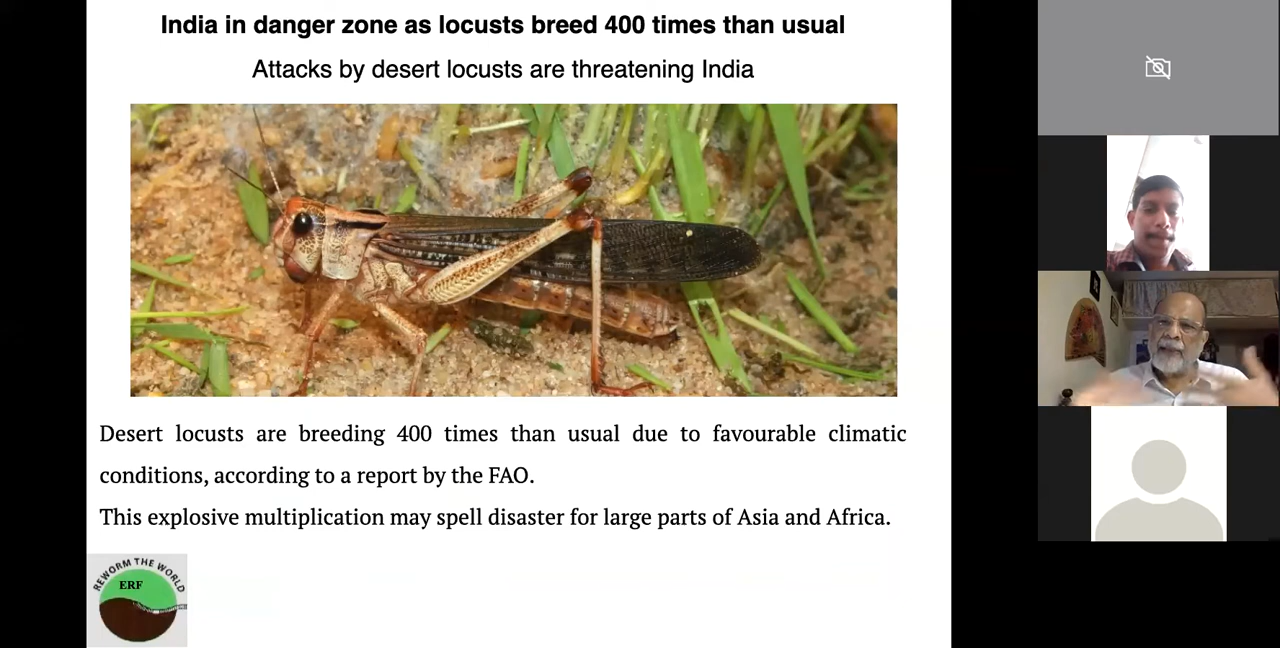 India in danger zone as locusts breed 400 times than usual
Attacks by desert locusts are threatening India
Desert locusts are breeding 400 times than usual due to favourable climatic
conditions, according to a report by the FAO.
This explosive multiplication may spell disaster for large parts of Asia and Africa.
REWORM THE WORLD
ERF